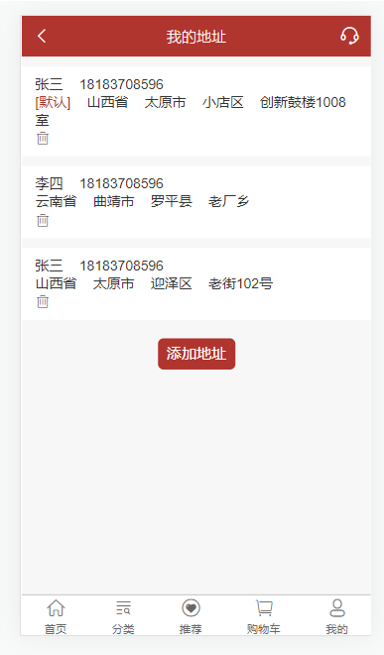 我的地址
张三 18183708596
[默认] 山西省 太原市 小店区 创新鼓楼1008
室
李四 18183708596
云南省 曲靖市 罗平县 老厂乡
张三 18183708596
山西省 太原市 迎泽区 老街102号
添加地址
首页 分类 推荐 购物车 我的